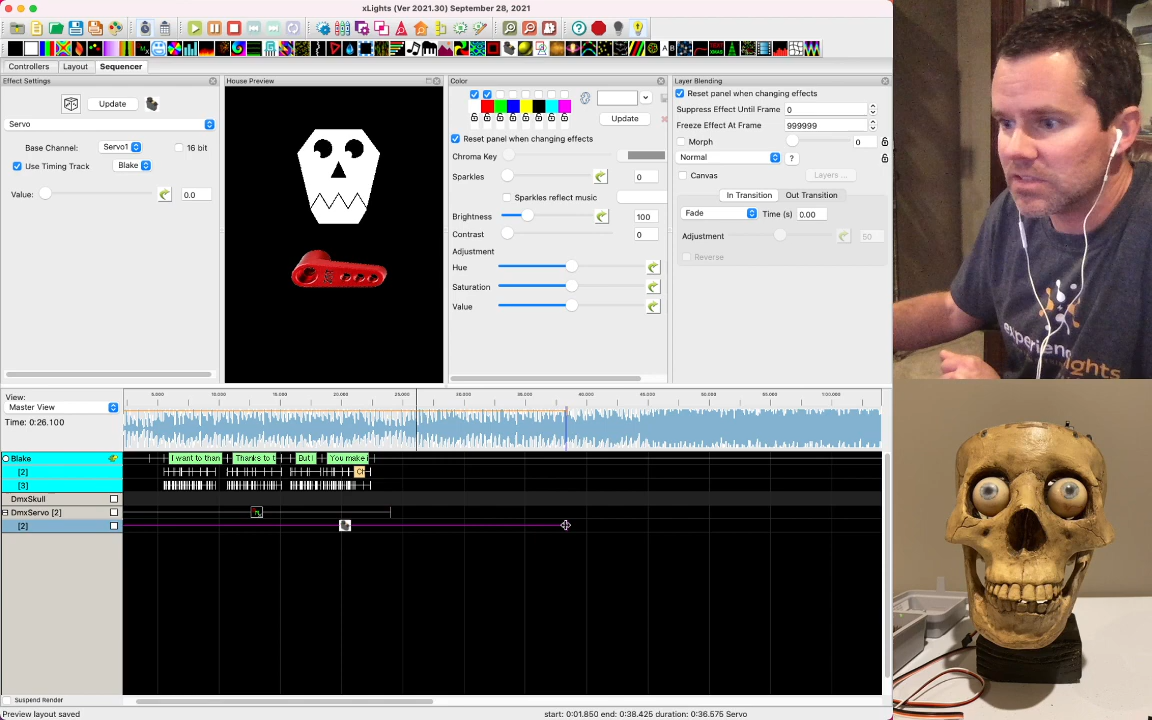 xLights (Ver 2021.30) September 28, 2021
Controllers Layout Sequencer
Effect Settings
Update
Servo
Base Channel: Servo1 16 bit
Use Timing Track Blake
Value: 0.0
House Preview
Color
Update
Reset panel when changing effects
Chroma Key
Sparkles 0
Sparkles reflect music
Brightness 100
Contrast 0
Adjustment
Hue
Saturation
Value
Layer Blending
Reset panel when changing effects
Suppress Effect Until Frame 0
Freeze Effect At Frame 999999
Morph 0
Normal ?
Canvas Layers ...
In Transition Out Transition
Fade Time (s) 0.00
Adjustment 50
Reverse
experience
lights
View:
Master View
Time: 0:26.100
Blake I want to than Thanks to t But i You make i
[2]
[3]
DmxSkull
DmxServo [2]
[2]
Suspend Render
Preview layout saved start: 0:01.850 end: 0:38.425 duration: 0:36.575 Servo